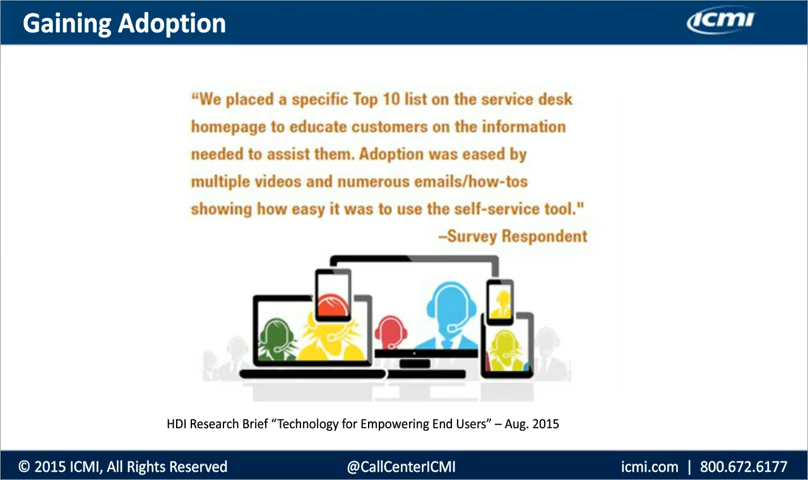 Gaining Adoption
ICMI
“We placed a specific Top 10 list on the service desk
homepage to educate customers on the information
needed to assist them. Adoption was eased by
multiple videos and numerous emails/how-tos
showing how easy it was to use the self-service tool."
–Survey Respondent
HDI Research Brief “Technology for Empowering End Users” – Aug. 2015
© 2015 ICMI, All Rights Reserved
@CallCenterICMI
icmi.com | 800.672.6177